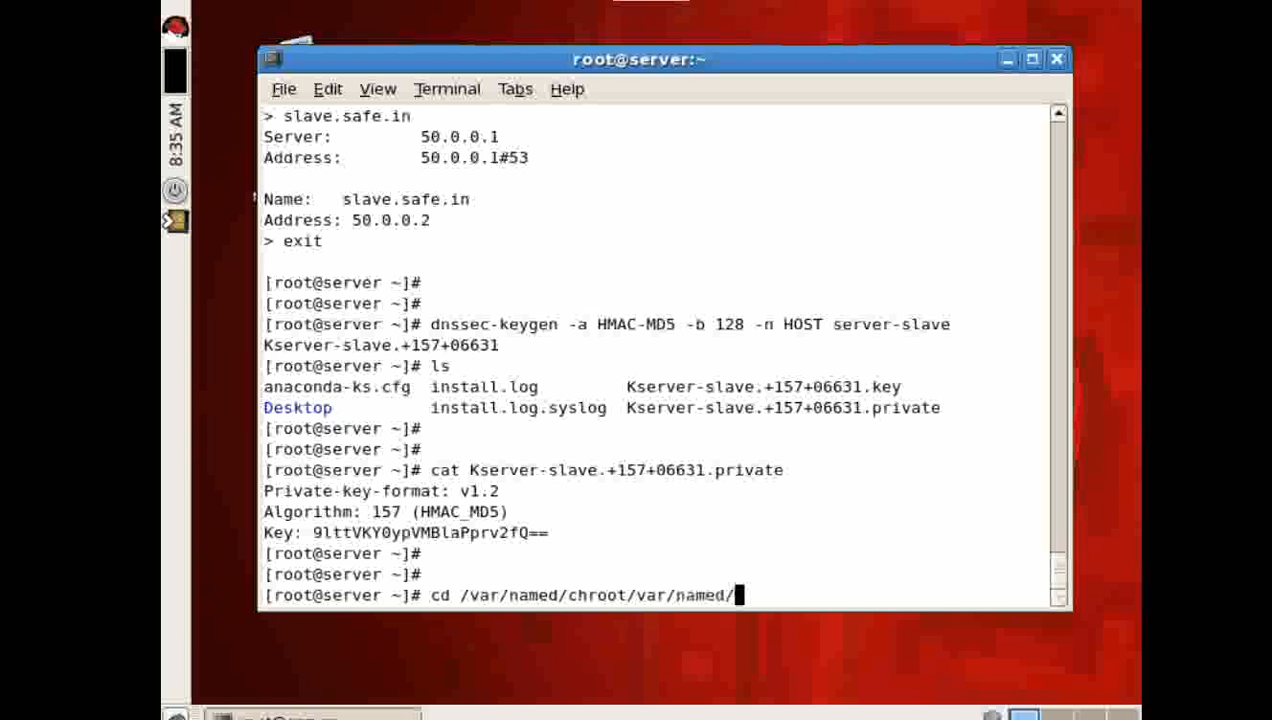 root@server:~
File Edit View Terminal Tabs Help
> slave.safe.in
Server: 50.0.0.1
Address: 50.0.0.1#53
Name: slave.safe.in
Address: 50.0.0.2
> exit
[root@server ~]#
[root@server ~]#
[root@server ~]# dnssec-keygen -a HMAC-MD5 -b 128 -n HOST server-slave
Kserver-slave.+157+06631
[root@server ~]# ls
anaconda-ks.cfg install.log Kserver-slave.+157+06631.key
Desktop install.log.syslog Kserver-slave.+157+06631.private
[root@server ~]#
[root@server ~]#
[root@server ~]# cat Kserver-slave.+157+06631.private
Private-key-format: v1.2
Algorithm: 157 (HMAC_MD5)
Key: 9lttVKY0ypVMBlaPprv2fQ==
[root@server ~]#
[root@server ~]#
[root@server ~]# cd /var/named/chroot/var/named/
8:35 AM